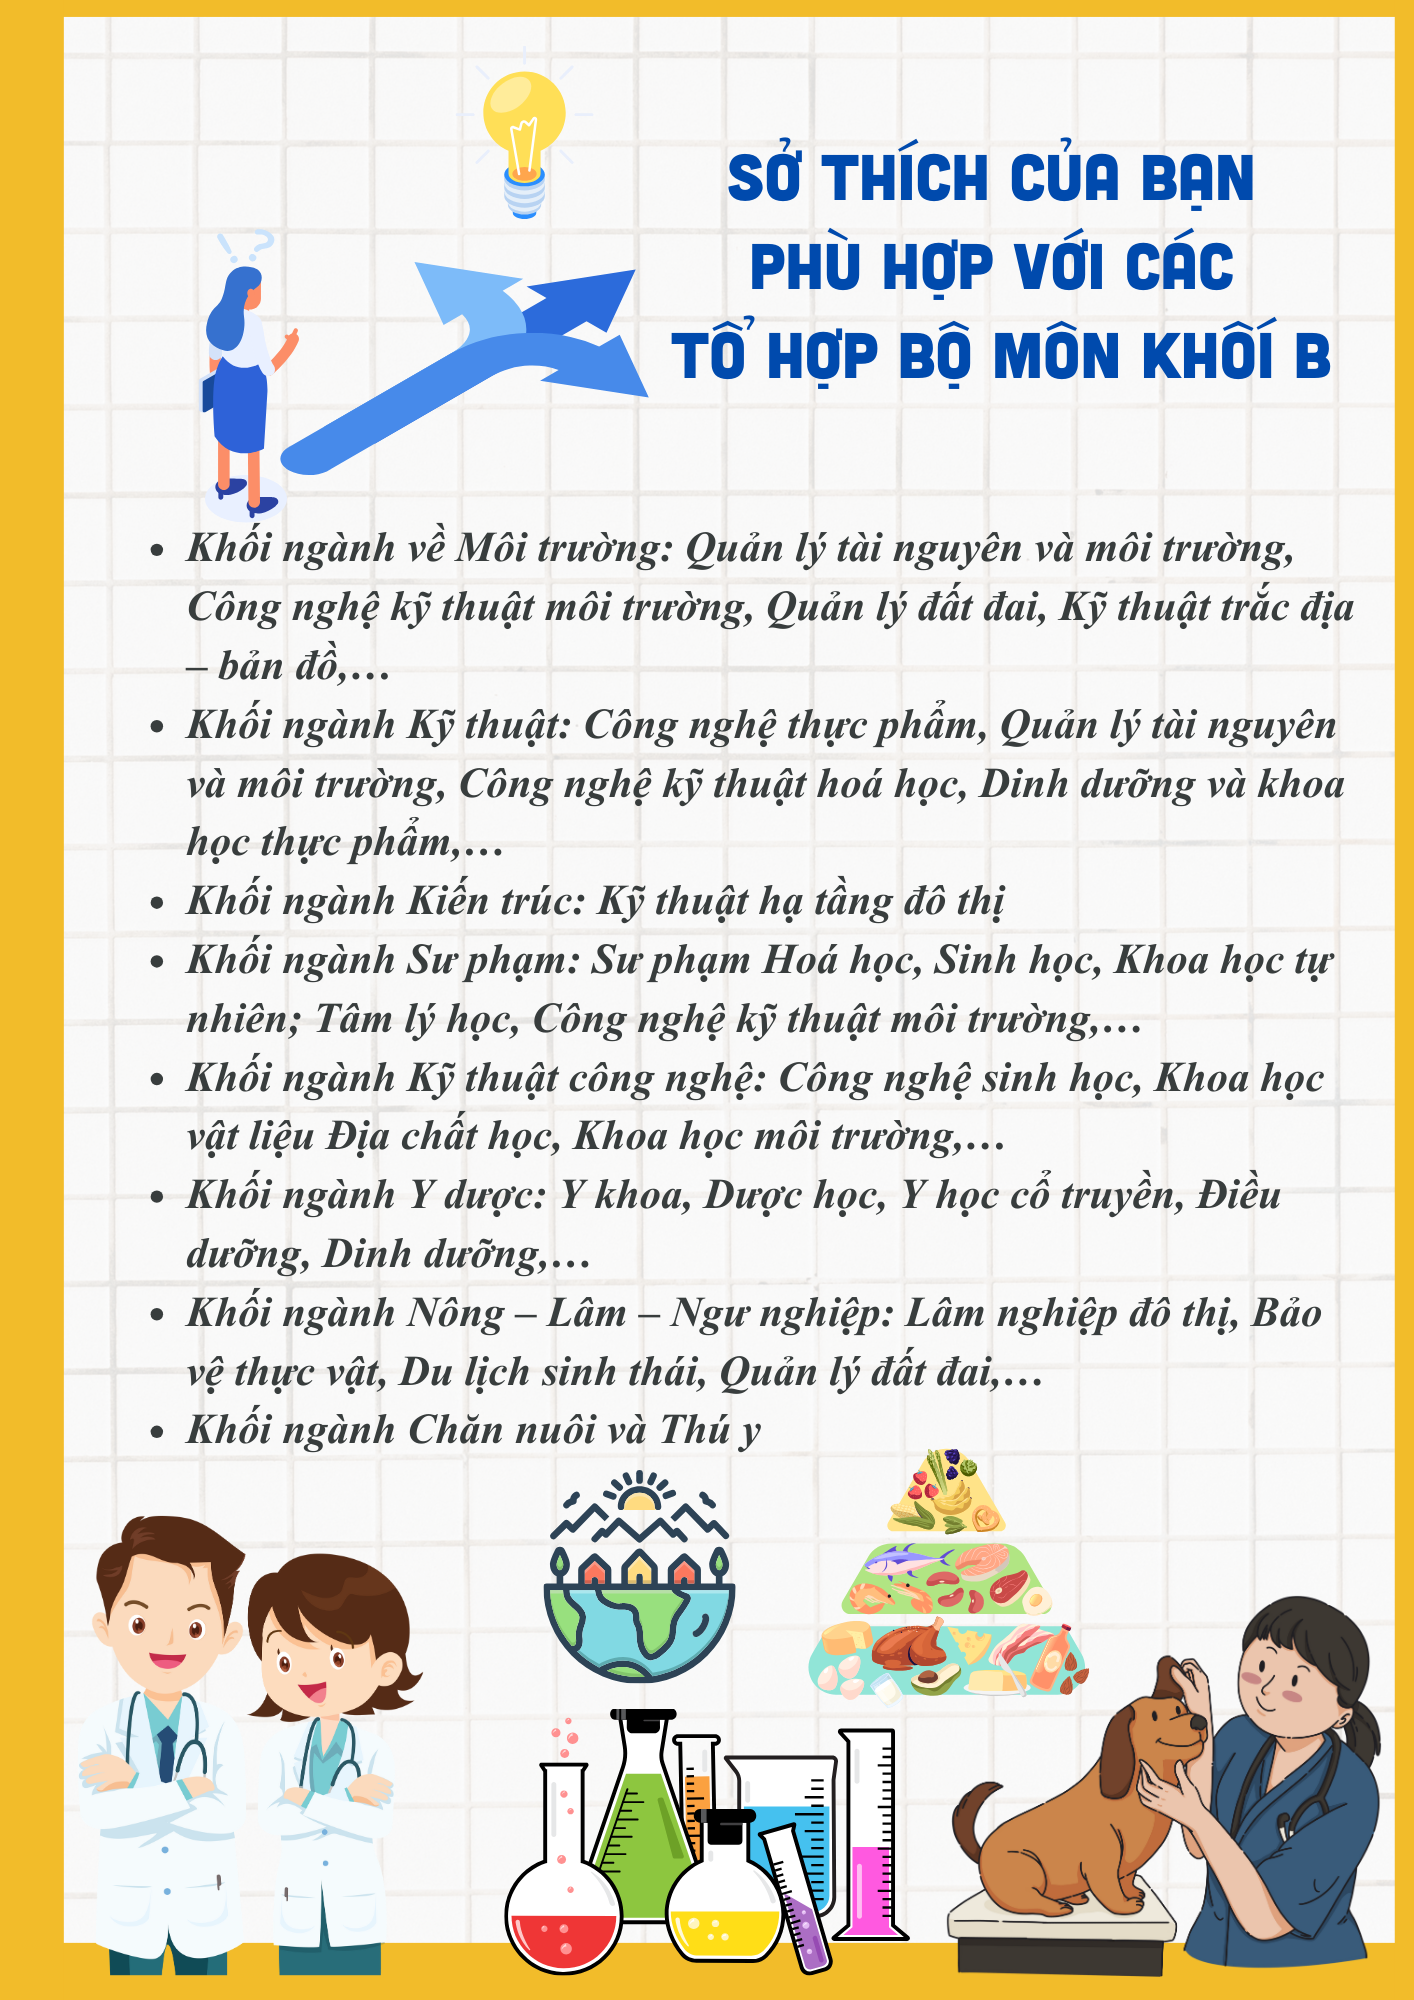 SỞ THÍCH CỦA BẠN
PHÙ HỢP VỚI CÁC
TỔ HỢP BỘ MÔN KHỐI B
• Khối ngành về Môi trường: Quản lý tài nguyên và môi trường,
Công nghệ kỹ thuật môi trường, Quản lý đất đai, Kỹ thuật trắc địa
– bản đồ,…
• Khối ngành Kỹ thuật: Công nghệ thực phẩm, Quản lý tài nguyên
và môi trường, Công nghệ kỹ thuật hoá học, Dinh dưỡng và khoa
học thực phẩm,…
• Khối ngành Kiến trúc: Kỹ thuật hạ tầng đô thị
• Khối ngành Sư phạm: Sư phạm Hoá học, Sinh học, Khoa học tự
nhiên; Tâm lý học, Công nghệ kỹ thuật môi trường,…
• Khối ngành Kỹ thuật công nghệ: Công nghệ sinh học, Khoa học
vật liệu Địa chất học, Khoa học môi trường,…
• Khối ngành Y dược: Y khoa, Dược học, Y học cổ truyền, Điều
dưỡng, Dinh dưỡng,…
• Khối ngành Nông – Lâm – Ngư nghiệp: Lâm nghiệp đô thị, Bảo
vệ thực vật, Du lịch sinh thái, Quản lý đất đai,…
• Khối ngành Chăn nuôi và Thú y